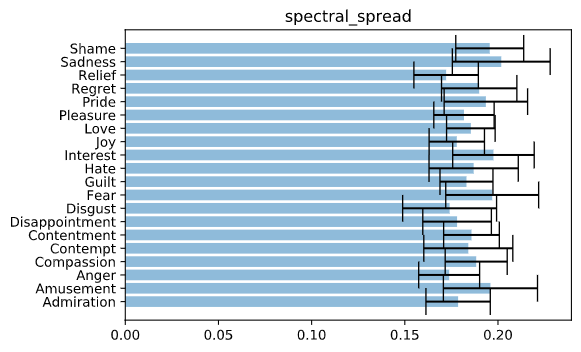 spectral_spread
Shame
Sadness
Relief
Regret
Pride
Pleasure
Love
Joy
Interest
Hate
Guilt
Fear
Disgust
Disappointment
Contentment
Contempt
Compassion
Anger
Amusement
Admiration
0.00 0.05 0.10 0.15 0.20